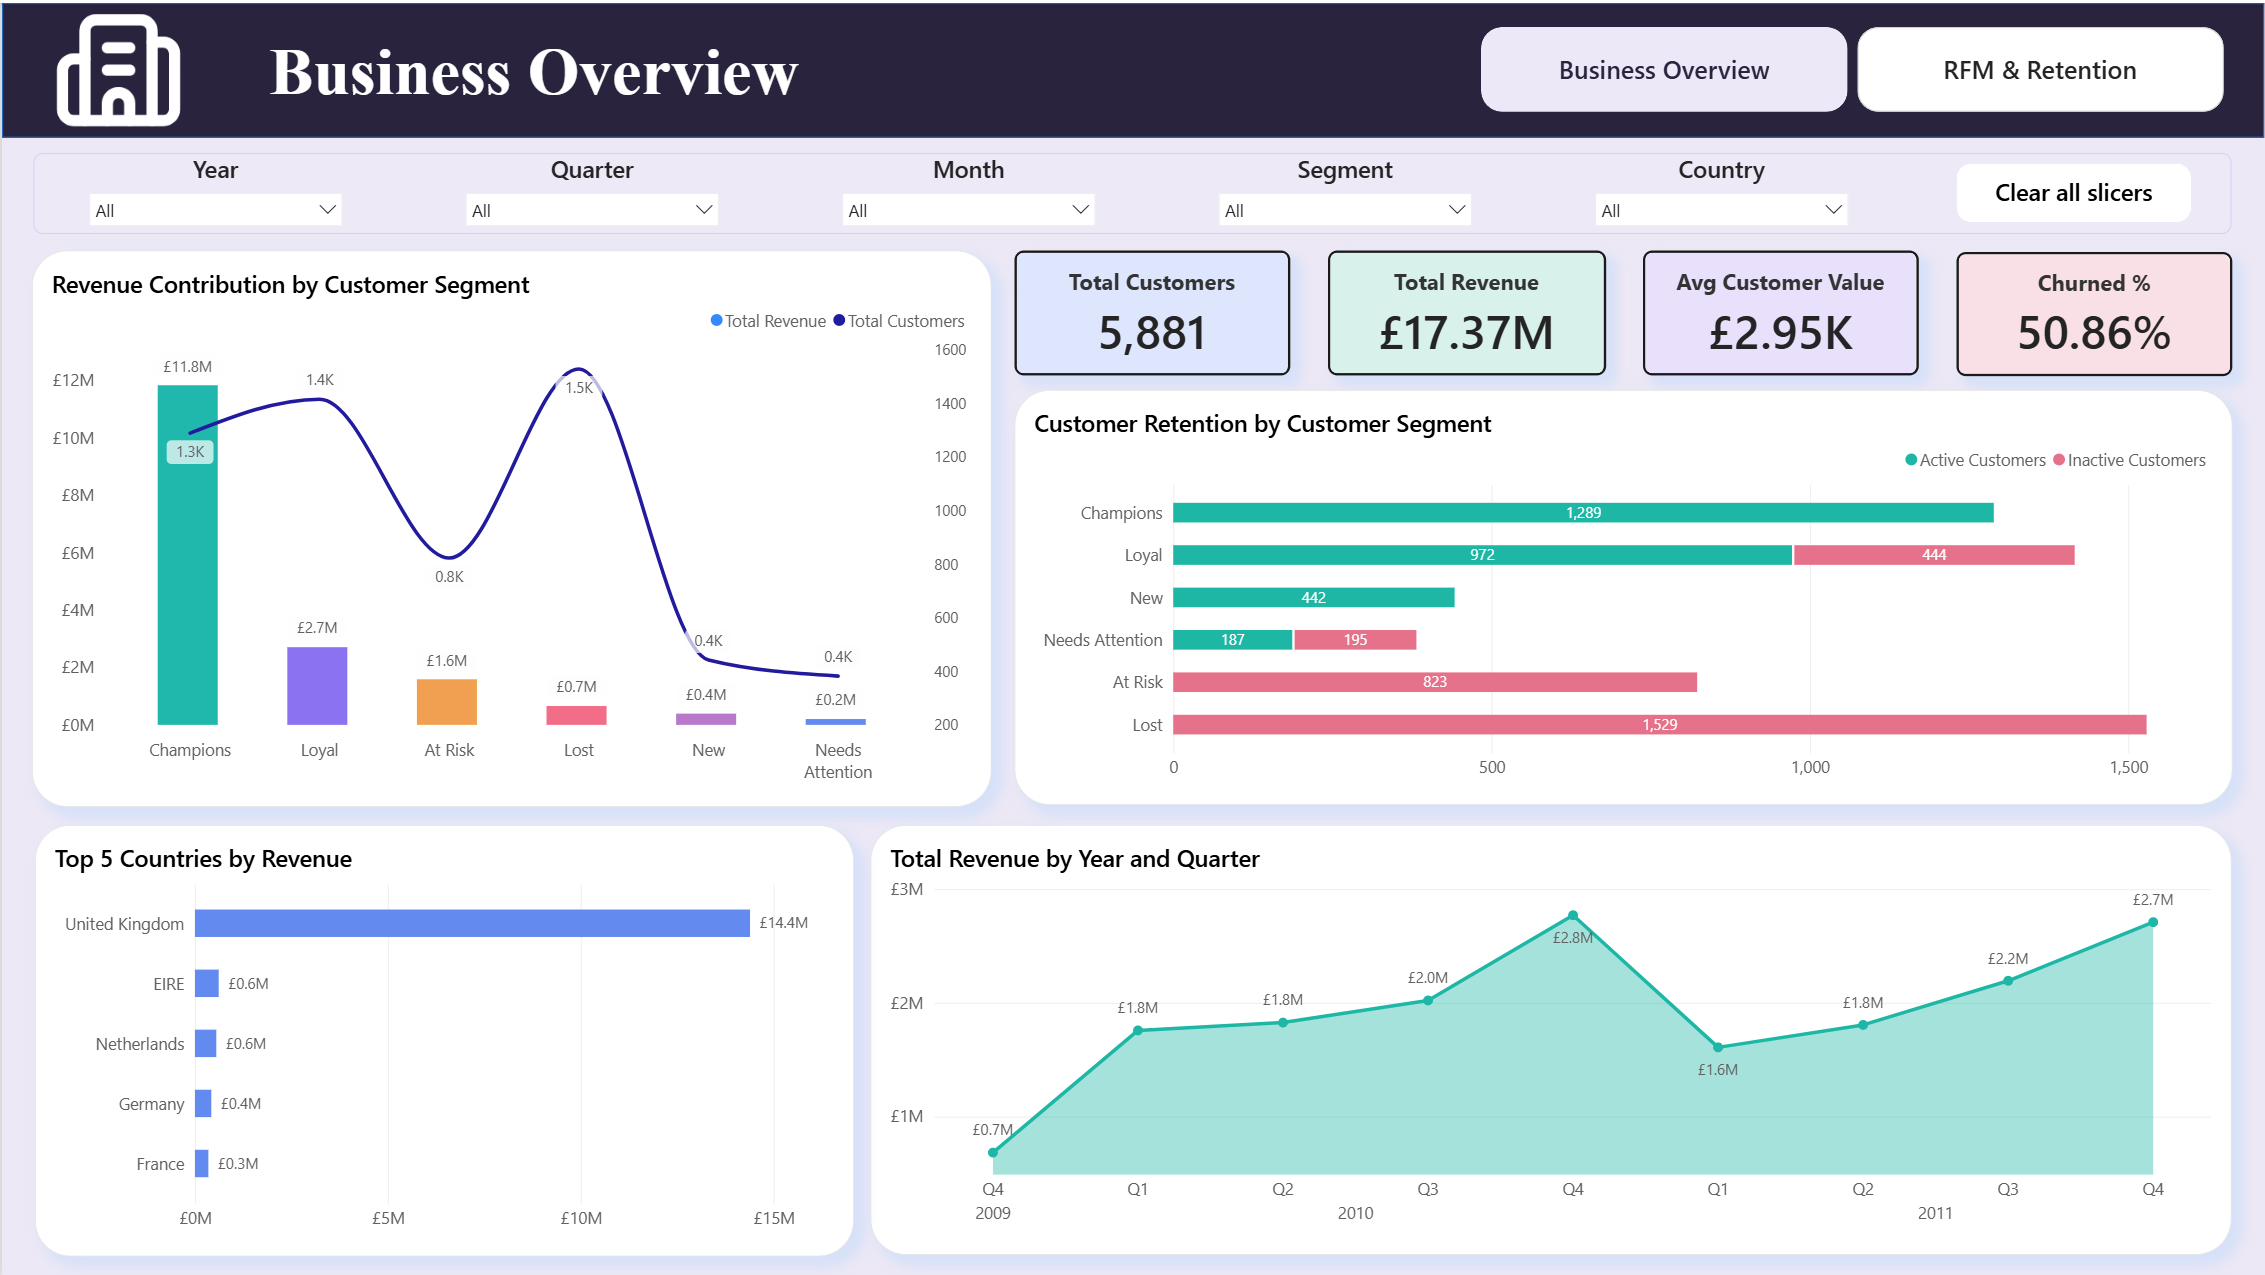 Business Overview
Business Overview
RFM & Retention
Year
Quarter
Month
Segment
Country
All
All
All
All
All
Clear all slicers
Revenue Contribution by Customer Segment
Total Revenue
Total Customers
£12M
£10M
£8M
£6M
£4M
£2M
£0M
1600
1400
1200
1000
800
600
400
200
£11.8M
£2.7M
£1.6M
£0.7M
£0.4M
£0.2M
1.3K
1.4K
0.8K
1.5K
0.4K
0.4K
Champions
Loyal
At Risk
Lost
New
Needs
Attention
Total Customers
5,881
Total Revenue
£17.37M
Avg Customer Value
£2.95K
Churned %
50.86%
Customer Retention by Customer Segment
Active Customers
Inactive Customers
Champions
1,289
Loyal
972
444
New
442
Needs Attention
187
195
At Risk
823
Lost
1,529
0
500
1,000
1,500
Top 5 Countries by Revenue
United Kingdom
£14.4M
EIRE
£0.6M
Netherlands
£0.6M
Germany
£0.4M
France
£0.3M
£0M
£5M
£10M
£15M
Total Revenue by Year and Quarter
£3M
£2M
£1M
£0.7M
£1.8M
£1.8M
£2.0M
£2.8M
£1.6M
£1.8M
£2.2M
£2.7M
Q4
Q1
Q2
Q3
Q4
Q1
Q2
Q3
Q4
2009
2010
2011